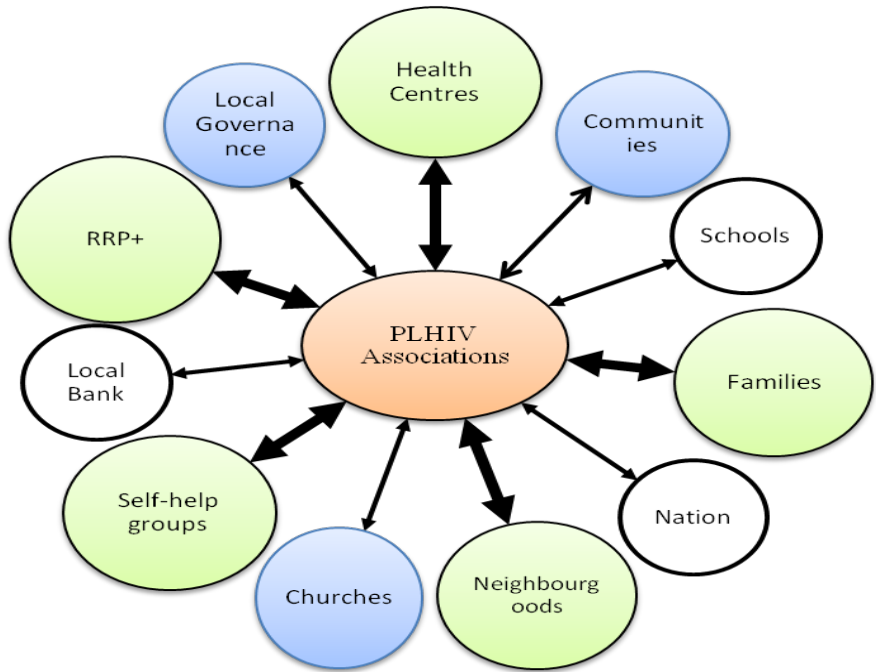 Health
Centres
Local
Governa
nce
Communit
ies
RRP+
Schools
PLHIV
Associations
Local
Bank
Families
Self-help
groups
Nation
Churches
Neighbourg
oods